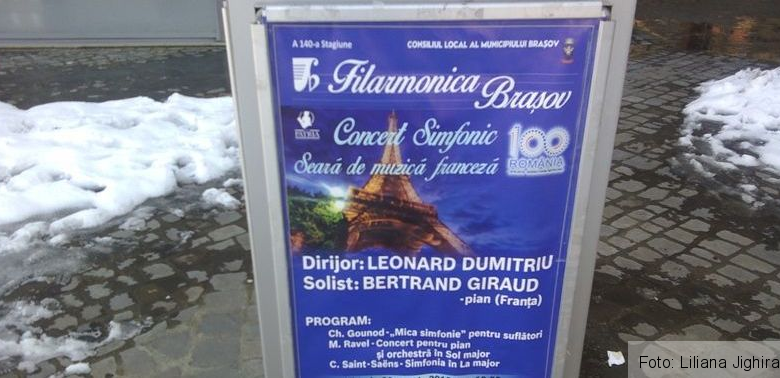 A 140-a Stagiune
CONSILIUL LOCAL AL MUNICIPIULUI BRAȘOV
Filarmonica
Brașov
PATRIA
Concert Simfonic
100
ROMÂNIA
Seară de muzică franceză
Dirijor: LEONARD DUMITRIU
Solist: BERTRAND GIRAUD
-pian (Franța)
PROGRAM:
Ch. Gounod-„Mica simfonie" pentru suflători
M. Ravel - Concert pentru pian
și orchestră în Sol major
C. Saint-Saëns - Simfonia în La major
Foto: Liliana Jighira